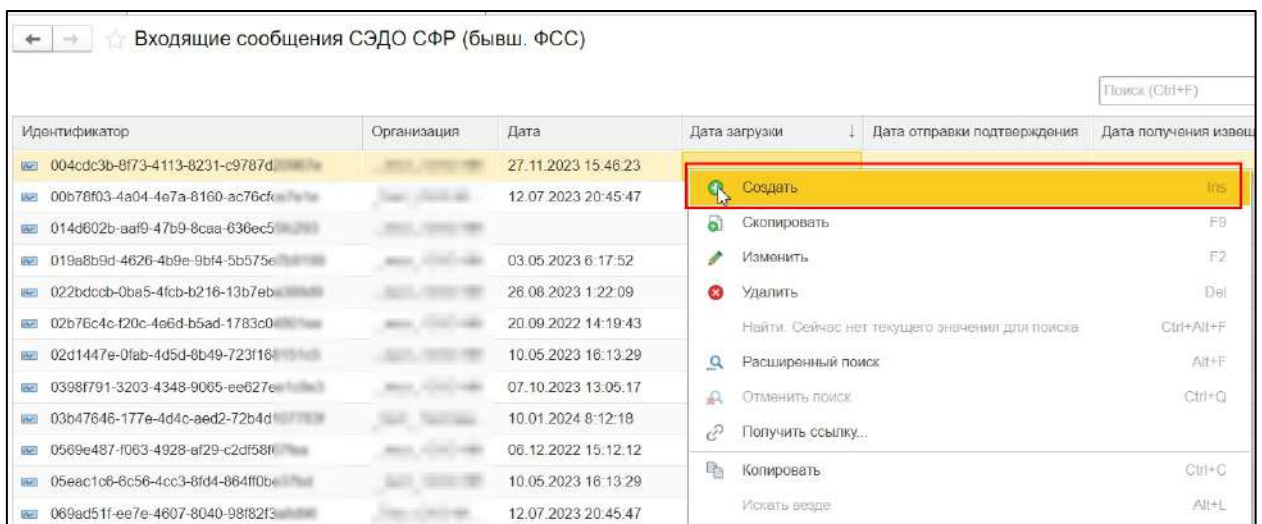 Входящие сообщения СЭДО СФР (бывш. ФСС)
Поиск (Ctrl+F)
Идентификатор Организация Дата Дата загрузки ↓ Дата отправки подтверждения Дата получения извещ
004cdc3b-8f73-4113-8231-c9787d 27.11.2023 15:46:23
Создать Ins
00b78f03-4a04-4e7a-8160-ac76cf 12.07.2023 20:45:47
Скопировать F9
014d602b-aaf9-47b9-8caa-636ec5
Изменить F2
019a8b9d-4626-4b9e-9bf4-5b575e 03.05.2023 6:17:52
Удалить Del
022bdccb-0ba5-4fcb-b216-13b7eb 26.08.2023 1:22:09
Найти: Сейчас нет текущего значения для поиска Ctrl+Alt+F
02b76c4c-f20c-4e6d-b5ad-1783c0 20.09.2022 14:19:43
Расширенный поиск Alt+F
02d1447e-0fab-4d5d-8b49-723f16 10.05.2023 16:13:29
Отменить поиск Ctrl+Q
0398f791-3203-4348-9065-ee627e 07.10.2023 13:05:17
Получить ссылку...
03b47646-177e-4d4c-aed2-72b4d 10.01.2024 8:12:18
0569e487-f063-4928-af29-c2df58f 06.12.2022 15:12:12
Копировать Ctrl+C
05eac1c6-6c56-4cc3-8fd4-864ff0b 10.05.2023 16:13:29
Искать везде Alt+L
069ad51f-ee7e-4607-8040-98f82f3 12.07.2023 20:45:47